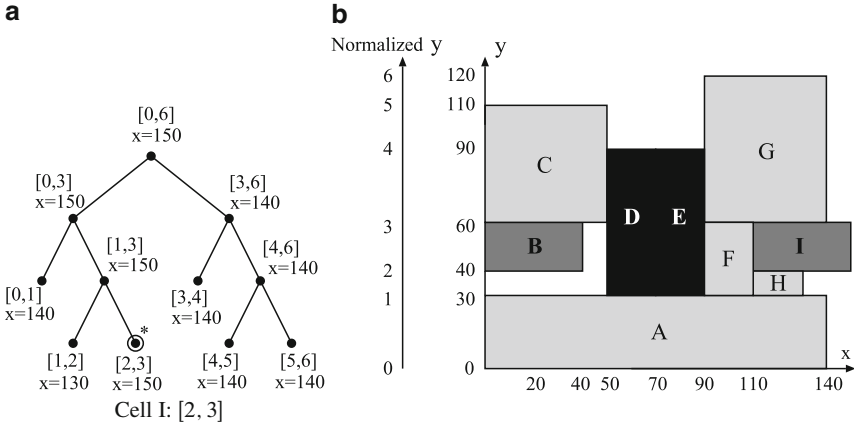 a
[0,6]
x=150
[0,3]
x=150
[3,6]
x=140
[1,3]
x=150
[4,6]
x=140
[0,1]
x=140
[3,4]
x=140
*
[1,2]
x=130
[2,3]
x=150
[4,5]
x=140
[5,6]
x=140
Cell I: [2, 3]
b
Normalized y
y
6
5
4
3
2
1
0
120
110
90
60
40
30
0
C
G
D
E
B
F
I
H
A
x
20 40 50 70 90 110 140